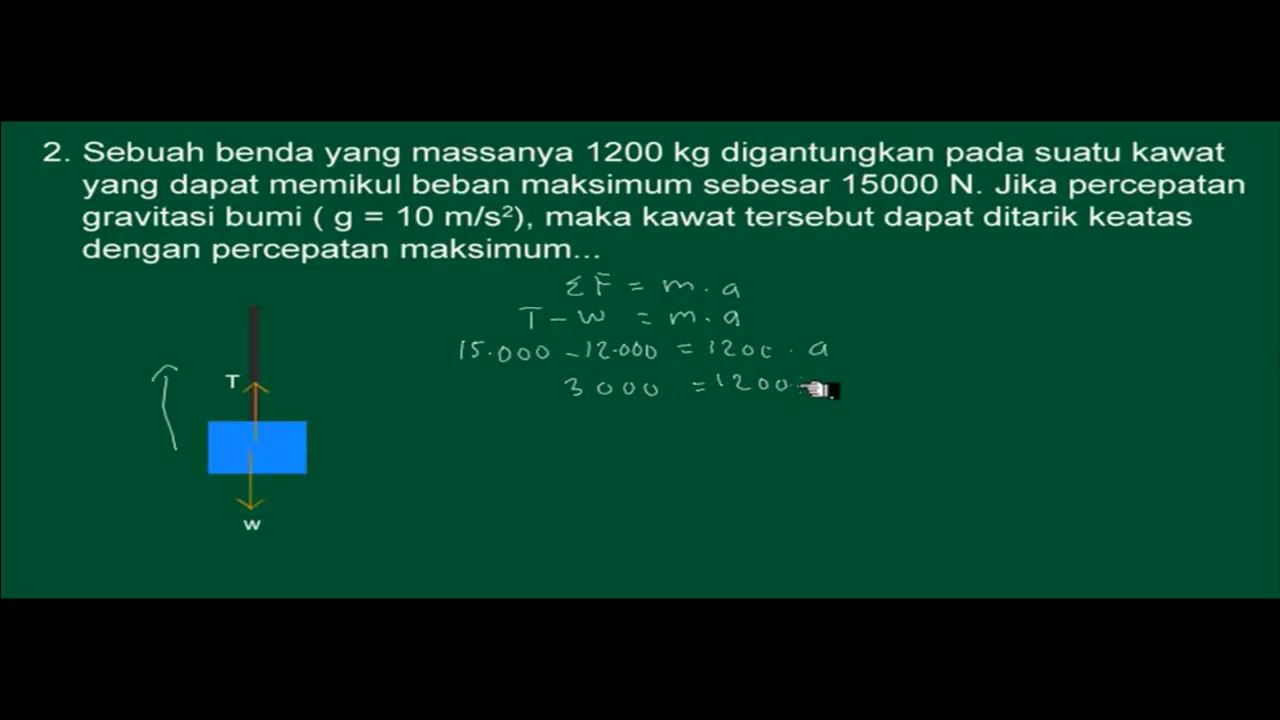 2. Sebuah benda yang massanya 1200 kg digantungkan pada suatu kawat
yang dapat memikul beban maksimum sebesar 15000 N. Jika percepatan
gravitasi bumi ( g = 10 m/s²), maka kawat tersebut dapat ditarik keatas
dengan percepatan maksimum...
ΣF = m . a
T - W = m . a
15.000 - 12.000 = 1200 . a
3000 = 1200
T
w